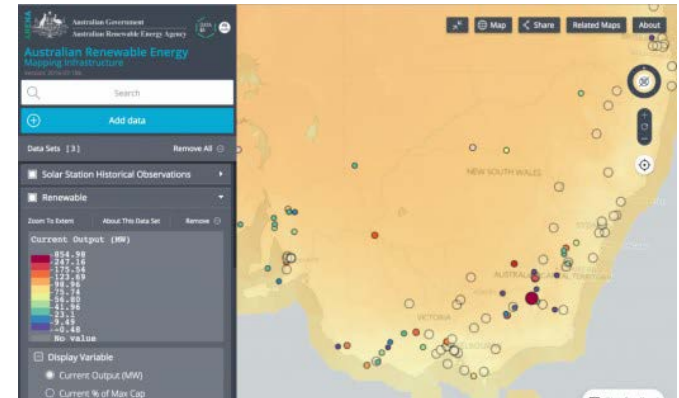 ARENA
Australian Government
Australian Renewable Energy Agency
Australian Renewable Energy
Mapping Infrastructure
Search
Add data
Data Sets [3]
Remove All
Solar Station Historical Observations
Renewable
Zoom To Extent
About This Data Set
Remove
Current Output (MW)
854.98
247.16
175.54
123.69
98.96
75.74
56.80
41.96
23.1
9.49
-0.48
No value
Display Variable
Current Output (MW)
Current % of Max Cap
Map
Share
Related Maps
About
NEW SOUTH WALES
VICTORIA